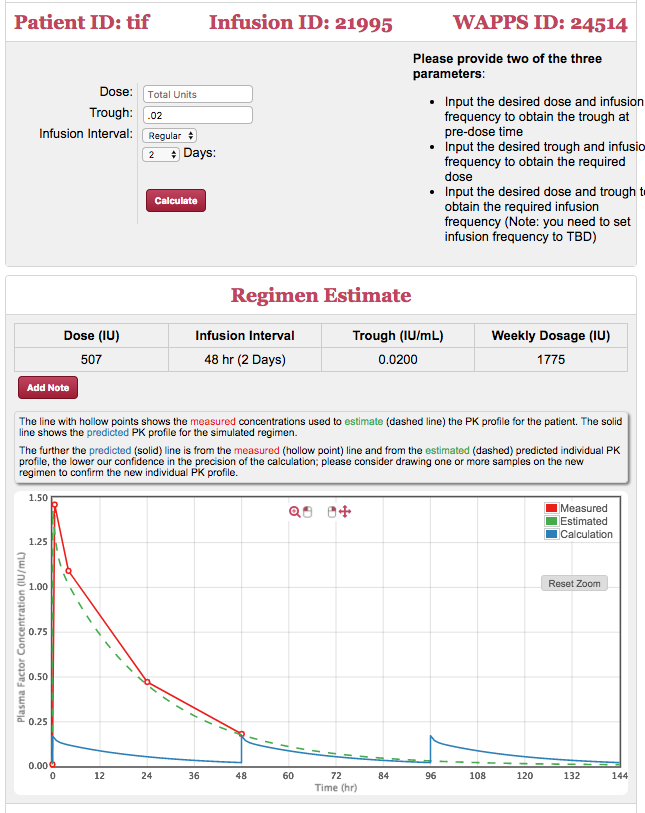 Patient ID: tif Infusion ID: 21995 WAPPS ID: 24514
Dose: Total Units
Trough: .02
Infusion Interval: Regular
2 Days:
Calculate
Please provide two of the three
parameters:
• Input the desired dose and infusion
frequency to obtain the trough at
pre-dose time
• Input the desired trough and infusio
frequency to obtain the required
dose
• Input the desired dose and trough t
obtain the required infusion
frequency (Note: you need to set
infusion frequency to TBD)
Regimen Estimate
Dose (IU) Infusion Interval Trough (IU/mL) Weekly Dosage (IU)
507 48 hr (2 Days) 0.0200 1775
Add Note
The line with hollow points shows the measured concentrations used to estimate (dashed line) the PK profile for the patient. The solid
line shows the predicted PK profile for the simulated regimen.
The further the predicted (solid) line is from the measured (hollow point) line and from the estimated (dashed) predicted individual PK
profile, the lower our confidence in the precision of the calculation; please consider drawing one or more samples on the new
regimen to confirm the new individual PK profile.
Measured
Estimated
Calculation
Reset Zoom
Plasma Factor Concentration (IU/mL)
1.50
1.25
1.00
0.75
0.50
0.25
0.00
0 12 24 36 48 60 72 84 96 108 120 132 144
Time (hr)